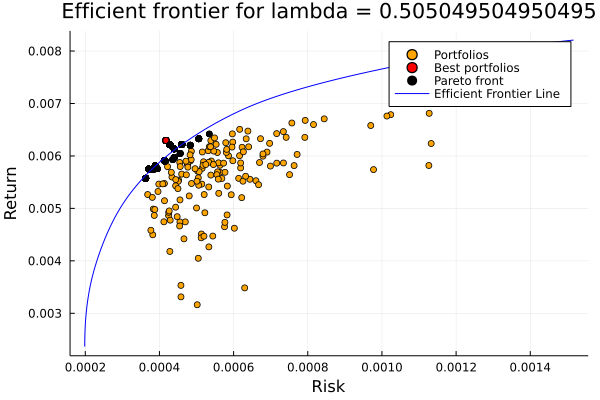 Efficient frontier for lambda = 0.505049504950495
0.008
0.007
0.006
0.005
0.004
0.003
Return
Portfolios
Best portfolios
Pareto front
Efficient Frontier Line
0.0002 0.0004 0.0006 0.0008 0.0010 0.0012 0.0014
Risk